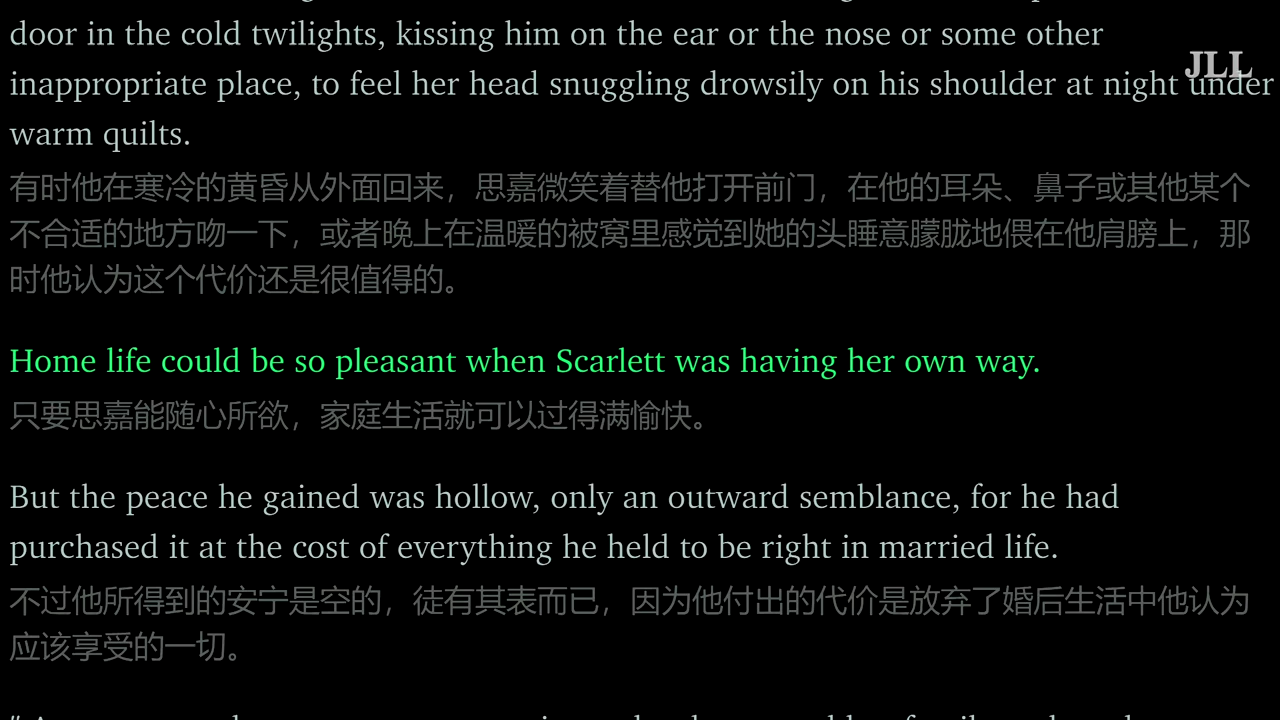 door in the cold twilights, kissing him on the ear or the nose or some other
JLL
inappropriate place, to feel her head snuggling drowsily on his shoulder at night under
warm quilts.
有时他在寒冷的黄昏从外面回来，思嘉微笑着替他打开前门，在他的耳朵、鼻子或其他某个
不合适的地方吻一下，或者晚上在温暖的被窝里感觉到她的头睡意朦胧地偎在他肩膀上，那
时他认为这个代价还是很值得的。
Home life could be so pleasant when Scarlett was having her own way.
只要思嘉能随心所欲，家庭生活就可以过得满愉快。
But the peace he gained was hollow, only an outward semblance, for he had
purchased it at the cost of everything he held to be right in married life.
不过他所得到的安宁是空的，徒有其表而已，因为他付出的代价是放弃了婚后生活中他认为
应该享受的一切。